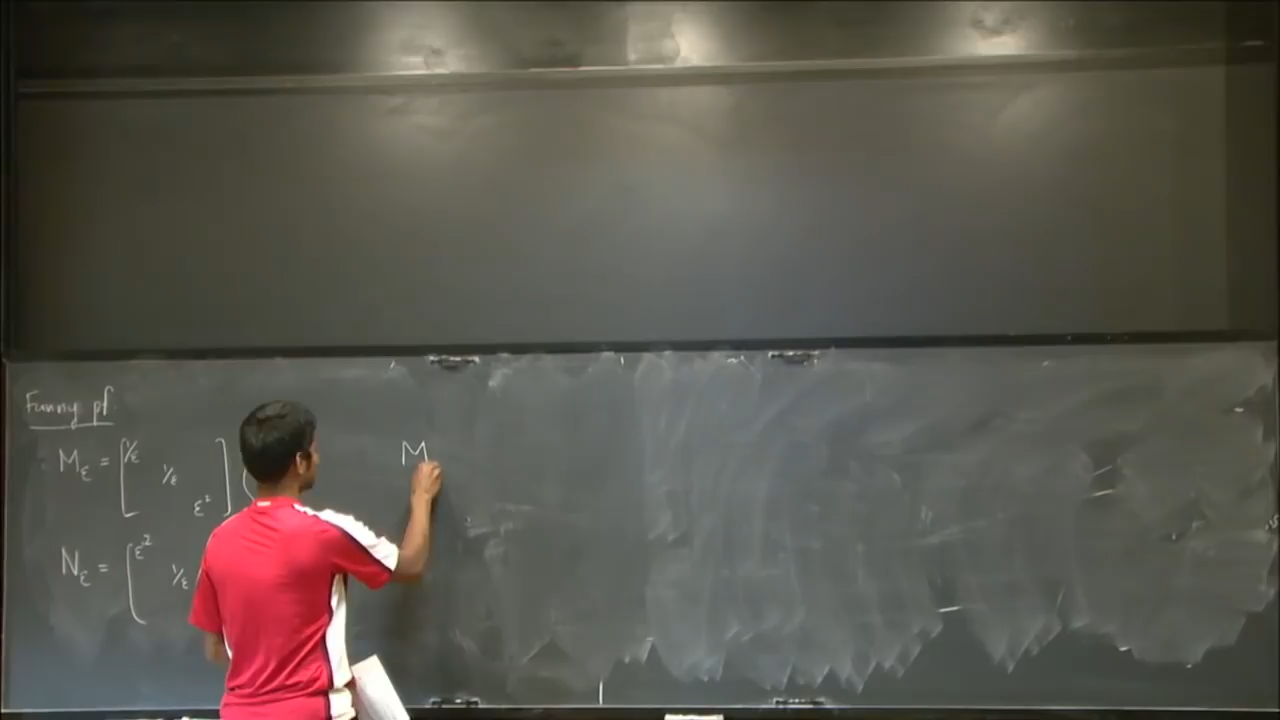 Funny pf.
M_ε = [ 1/ε 1/ε ε² ] (
N_ε = [ ε² 1/ε
M